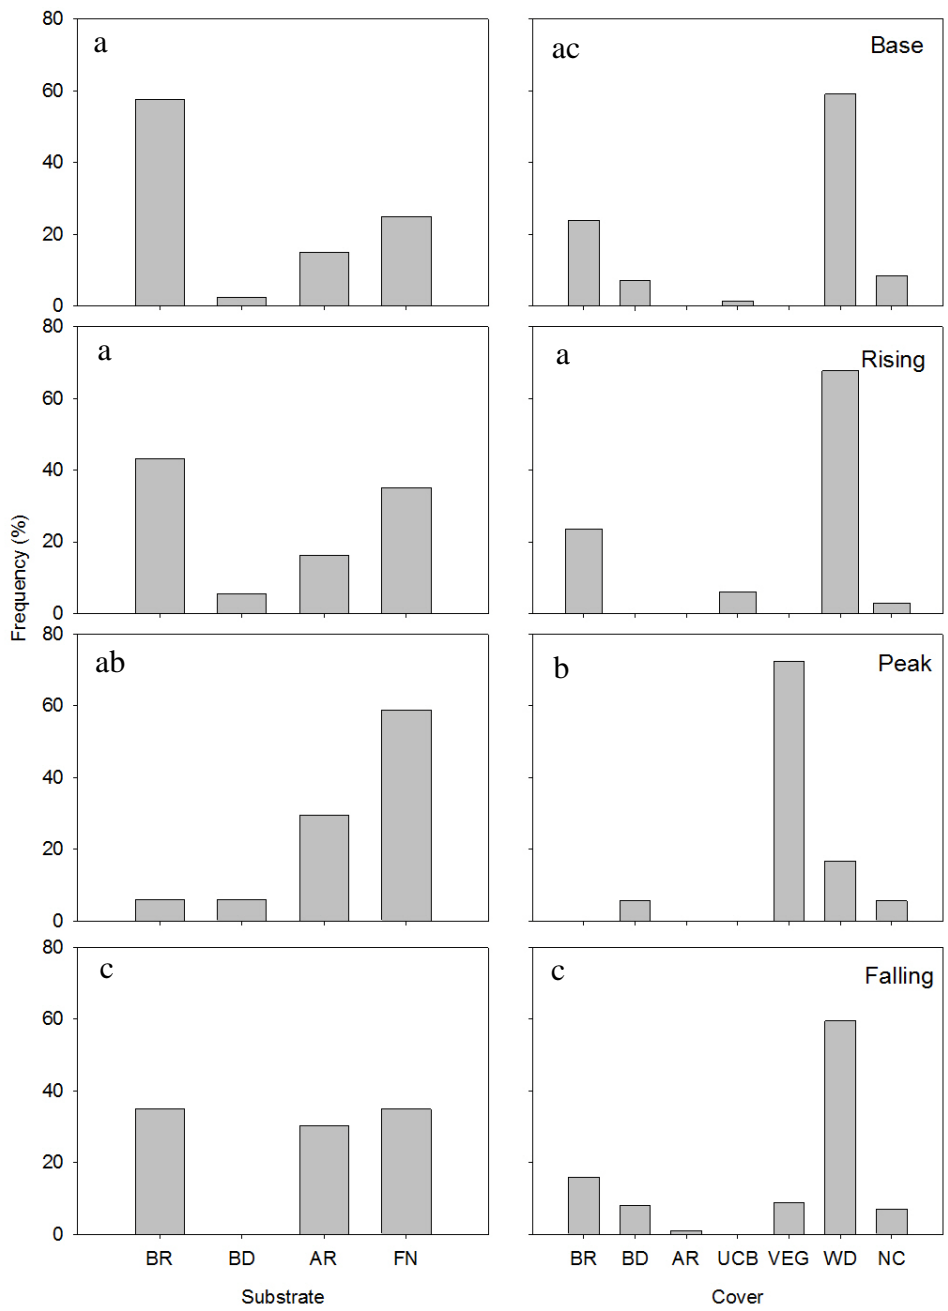 80
60
40
20
0
a
ac
Base
80
60
40
20
0
a
a
Rising
80
60
40
20
0
ab
b
Peak
80
60
40
20
0
c
c
Falling
Frequency (%)
BR BD AR FN
BR BD AR UCB VEG WD NC
Substrate
Cover